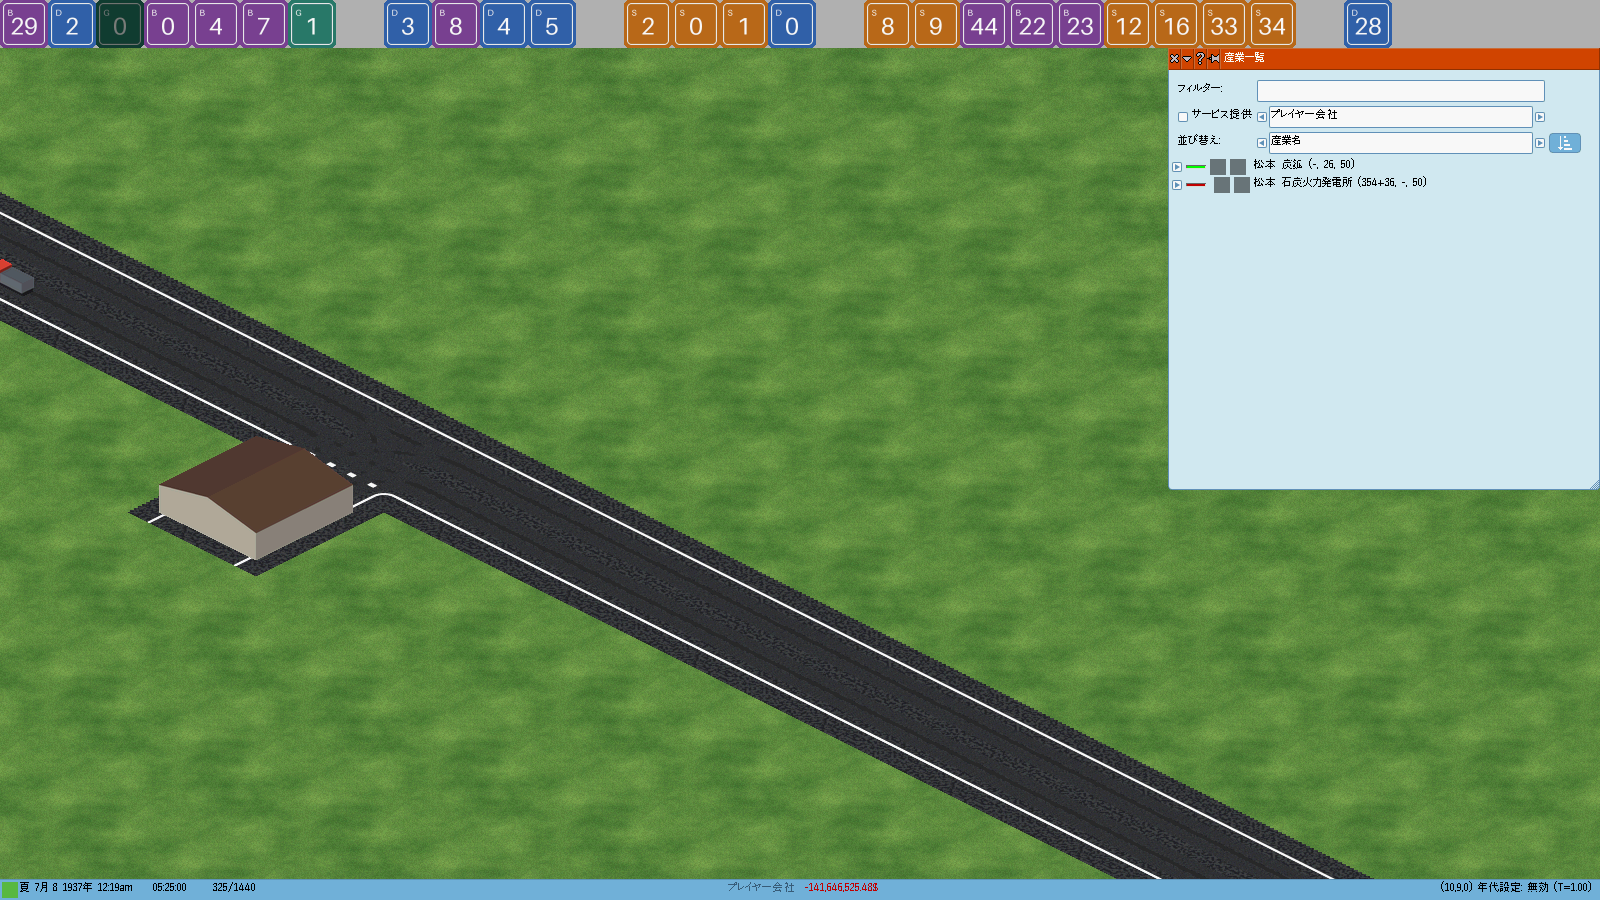 B 29 D 2 G 0 B 0 B 4 B 7 G 1 D 3 B 8 D 4 D 5 S 2 S 0 S 1 D 0 S 8 S 9 B 44 B 22 B 23 S 12 S 16 S 33 S 34 D 28
産業一覧
フィルター:
サービス提供 プレイヤー会社
並び替え: 産業名
松本 炭鉱 (-, 26, 50)
松本 石炭火力発電所 (354+36, -, 50)
夏 7月 8 1937年 12:19am 05:25:00 325/1440 プレイヤー会社 -141,646,525.48$ (10,9,0) 年代設定: 無効 (T=1.00)